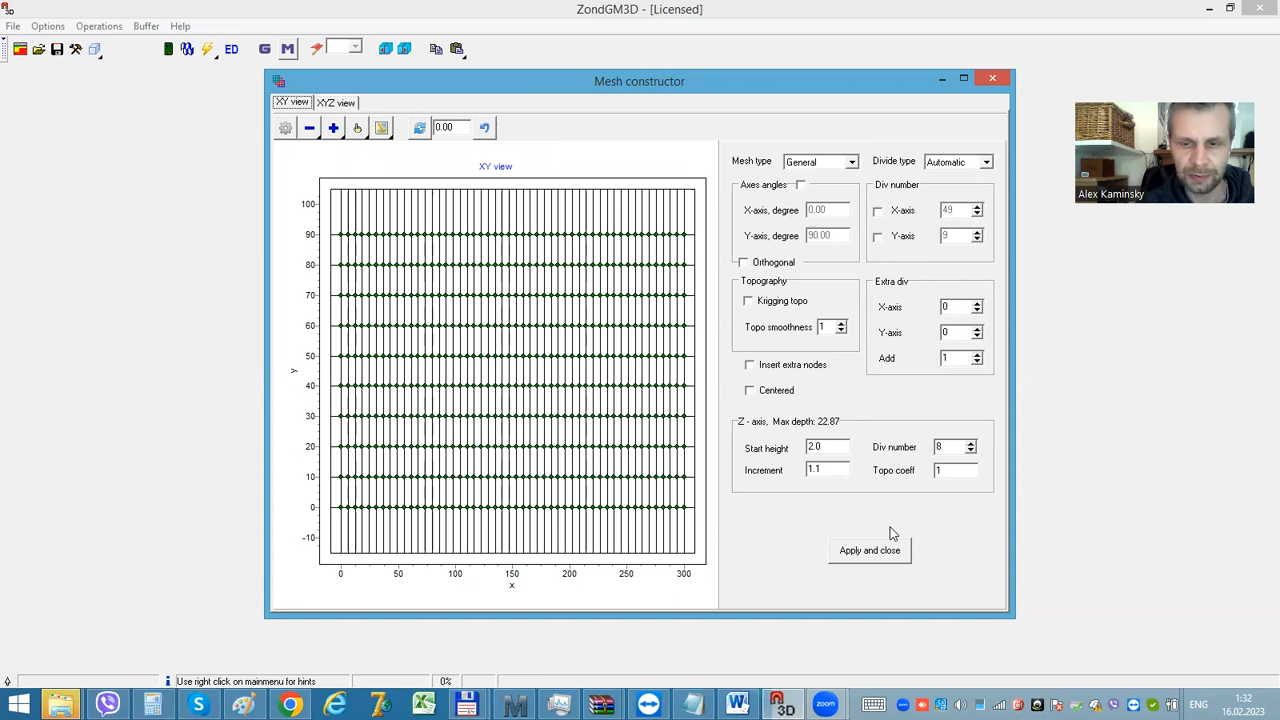 ZondGM3D - [Licensed]
File Options Operations Buffer Help
ED G M
Mesh constructor
XY view XYZ view
0.00
XY view
Mesh type General Divide type Automatic
Axes angles Div number
X-axis, degree 0.00 X-axis 49
Y-axis, degree 90.00 Y-axis 9
Orthogonal
Topography Extra div
Krigging topo X-axis 0
Topo smoothness 1 Y-axis 0
Add 1
Insert extra nodes
Centered
Z - axis, Max depth: 22.87
Start height 2.0 Div number 8
Increment 1.1 Topo coeff 1
Apply and close
100
90
80
70
60
50
40
30
20
10
0
-10
y
0 50 100 150 200 250 300
x
Alex Kaminsky
Use right click on mainmenu for hints 0%
zoom
3D
ENG
1:32
16.02.2023